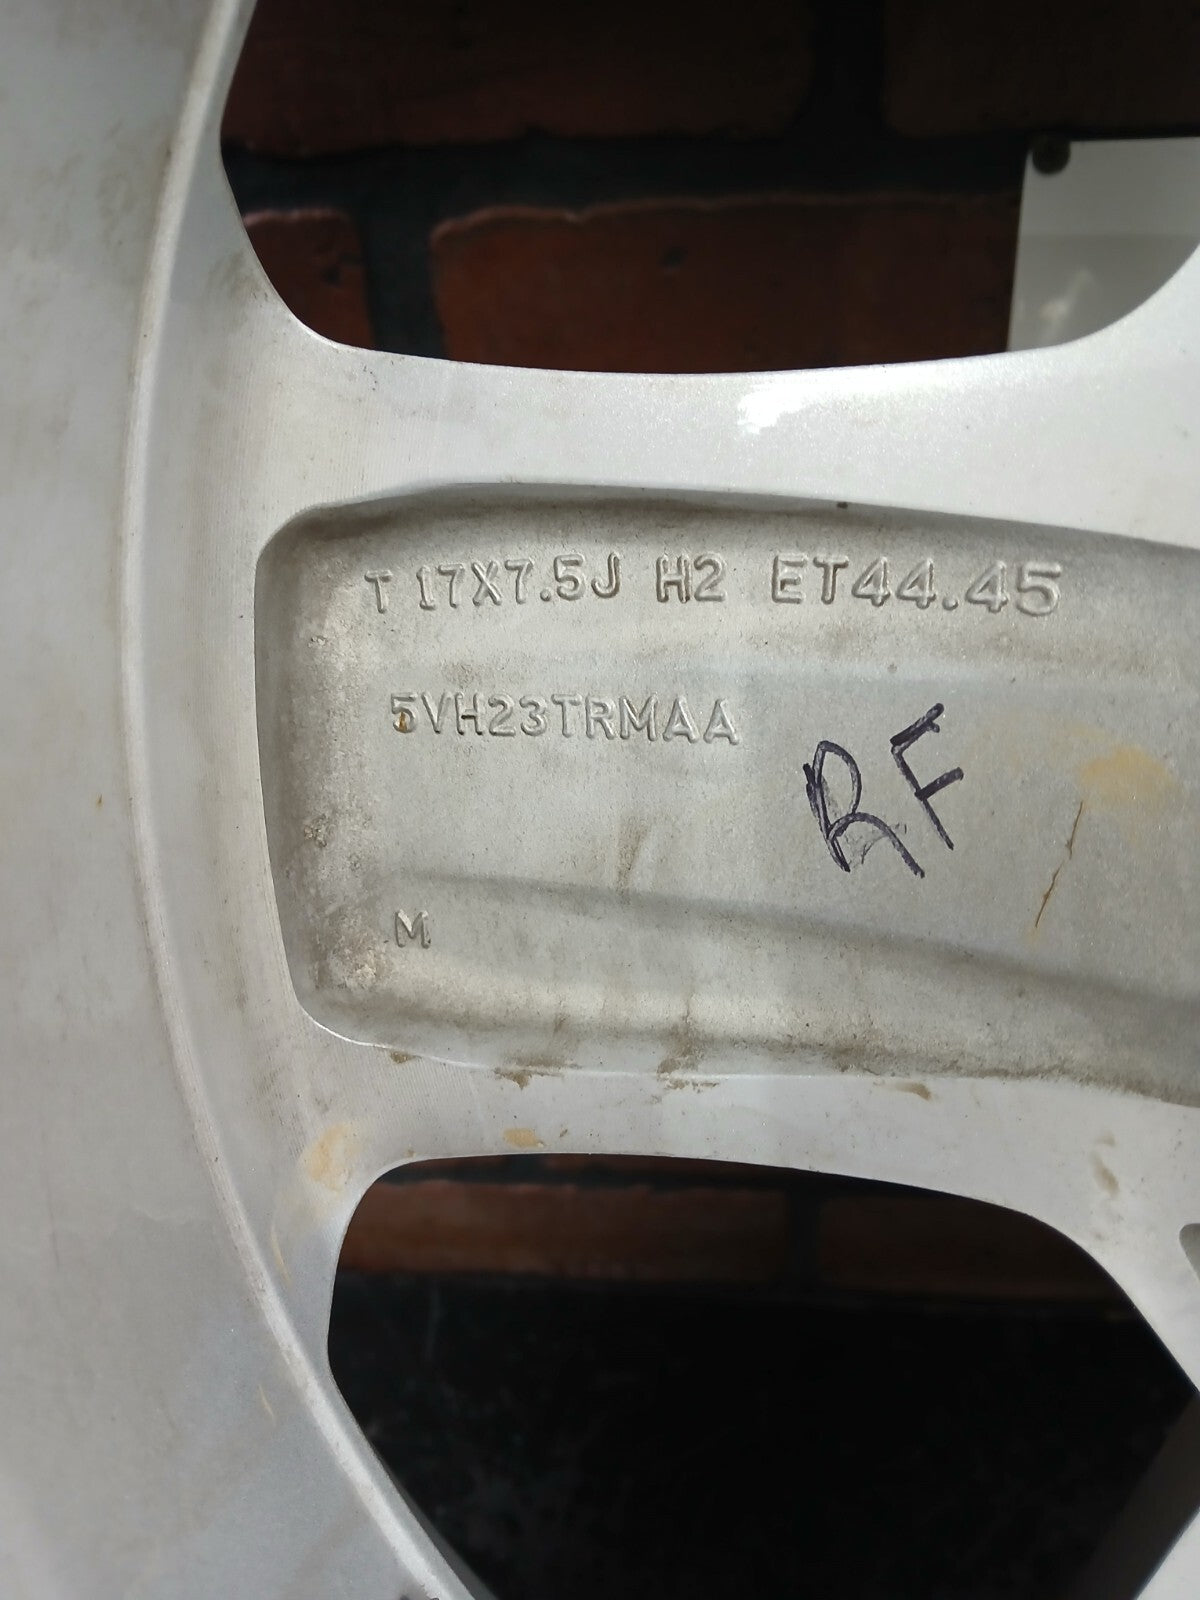 T 17X7.5J H2 ET44.45
5VH23TRMAA
RF
M